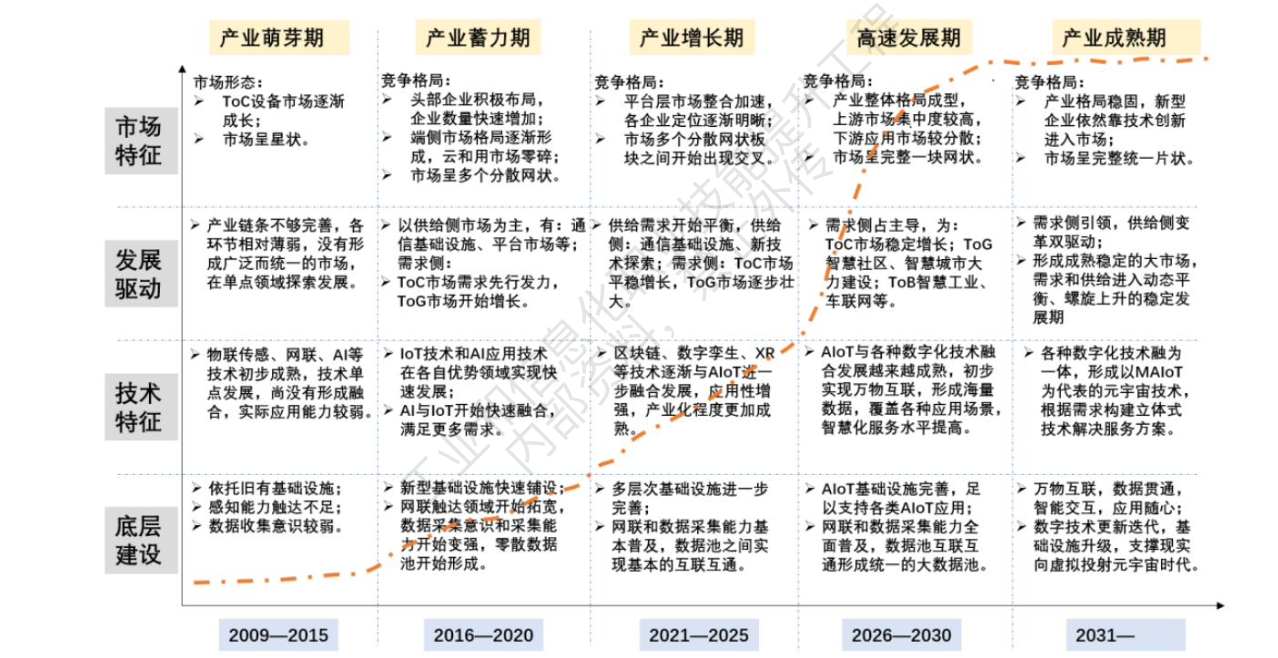 产业萌芽期
产业蓄力期
产业增长期
高速发展期
产业成熟期
市场
特征
市场形态：
➢ ToC设备市场逐渐
成长；
➢ 市场呈星状。
竞争格局：
➢ 头部企业积极布局，
企业数量快速增加；
➢ 端侧市场格局逐渐形
成，云和用市场零碎；
➢ 市场呈多个分散网状。
竞争格局：
➢ 平台层市场整合加速，
各企业定位逐渐明晰；
➢ 市场多个分散网状板
块之间开始出现交叉。
竞争格局：
➢ 产业整体格局成型，
上游市场集中度较高，
下游应用市场较分散；
➢ 市场呈完整一块网状。
竞争格局：
➢ 产业格局稳固，新型
企业依然靠技术创新
进入市场；
➢ 市场呈完整统一片状。
发展
驱动
➢ 产业链条不够完善，各
环节相对薄弱，没有形
成广泛而统一的市场，
在单点领域探索发展。
➢ 以供给侧市场为主，有：通
信基础设施、平台市场等；
需求侧：
➢ ToC市场需求先行发力，
ToG市场开始增长。
➢ 供给需求开始平衡，供给
侧：通信基础设施、新技
术探索；需求侧：ToC市场
平稳增长，ToG市场逐步壮
大。
➢ 需求侧占主导，为：
ToC市场稳定增长；ToG
智慧社区、智慧城市大
力建设；ToB智慧工业、
车联网等。
➢ 需求侧引领，供给侧变
革双驱动；
➢ 形成成熟稳定的大市场，
需求和供给进入动态平
衡、螺旋上升的稳定发
展期
技术
特征
➢ 物联传感、网联、AI等
技术初步成熟，技术单
点发展，尚没有形成融
合，实际应用能力较弱。
➢ IoT技术和AI应用技术
在各自优势领域实现快
速发展；
➢ AI与IoT开始快速融合，
满足更多需求。
➢ 区块链、数字孪生、XR
等技术逐渐与AIoT进一
步融合发展，应用性增
强，产业化程度更加成
熟。
➢ AIoT与各种数字化技术融
合发展越来越成熟，初步
实现万物互联，形成海量
数据，覆盖各种应用场景，
智慧化服务水平提高。
➢ 各种数字化技术融为
一体，形成以MAIoT
为代表的元宇宙技术，
根据需求构建立体式
技术解决服务方案。
底层
建设
➢ 依托旧有基础设施；
➢ 感知能力触达不足；
➢ 数据收集意识较弱。
➢ 新型基础设施快速铺设；
➢ 网联触达领域开始拓宽，
数据采集意识和采集能
力开始变强，零散数据
池开始形成。
➢ 多层次基础设施进一步
完善；
➢ 网联和数据采集能力基
本普及，数据池之间实
现基本的互联互通。
➢ AIoT基础设施完善，足
以支持各类AIoT应用；
➢ 网联和数据采集能力全
面普及，数据池互联互
通形成统一的大数据池。
➢ 万物互联，数据贯通，
智能交互，应用随心；
➢ 数字技术更新迭代，基
础设施升级，支撑现实
向虚拟投射元宇宙时代。
2009—2015
2016—2020
2021—2025
2026—2030
2031—
工业和信息化职业技能提升工程
内部资料，禁止外传